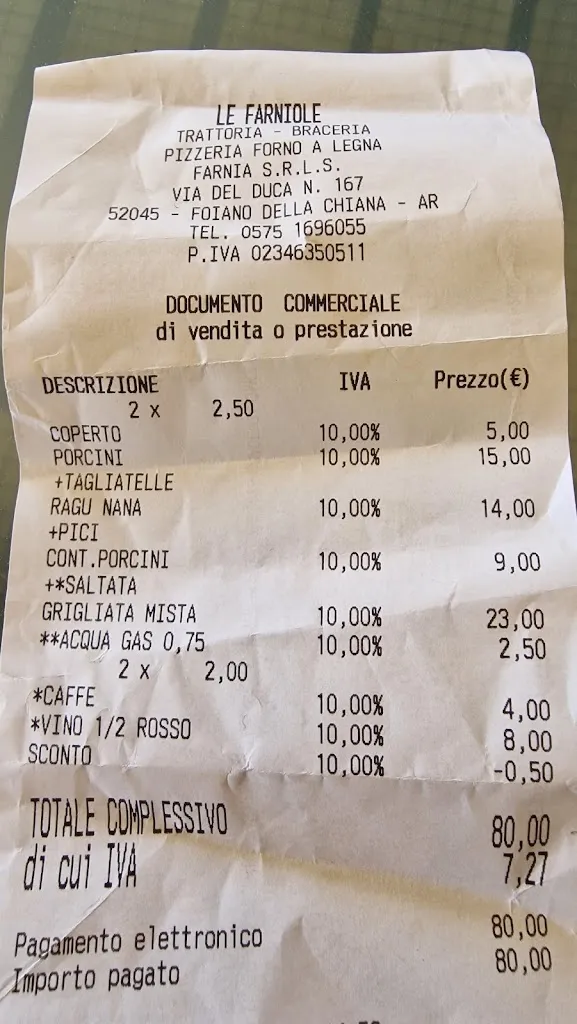 LE FARNIOLE
TRATTORIA - BRACERIA
PIZZERIA FORNO A LEGNA
FARNIA S.R.L.S.
VIA DEL DUCA N. 167
52045 - FOIANO DELLA CHIANA - AR
TEL. 0575 1696055
P.IVA 02346350511
DOCUMENTO COMMERCIALE
di vendita o prestazione
DESCRIZIONE IVA Prezzo(€)
2 x 2,50
COPERTO 10,00% 5,00
PORCINI 10,00% 15,00
+TAGLIATELLE
RAGU NANA 10,00% 14,00
+PICI
CONT.PORCINI 10,00% 9,00
+*SALTATA
GRIGLIATA MISTA 10,00% 23,00
**ACQUA GAS 0,75 10,00% 2,50
2 x 2,00
*CAFFE 10,00% 4,00
*VINO 1/2 ROSSO 10,00% 8,00
SCONTO 10,00% -0,50
TOTALE COMPLESSIVO 80,00
di cui IVA 7,27
Pagamento elettronico 80,00
Importo pagato 80,00